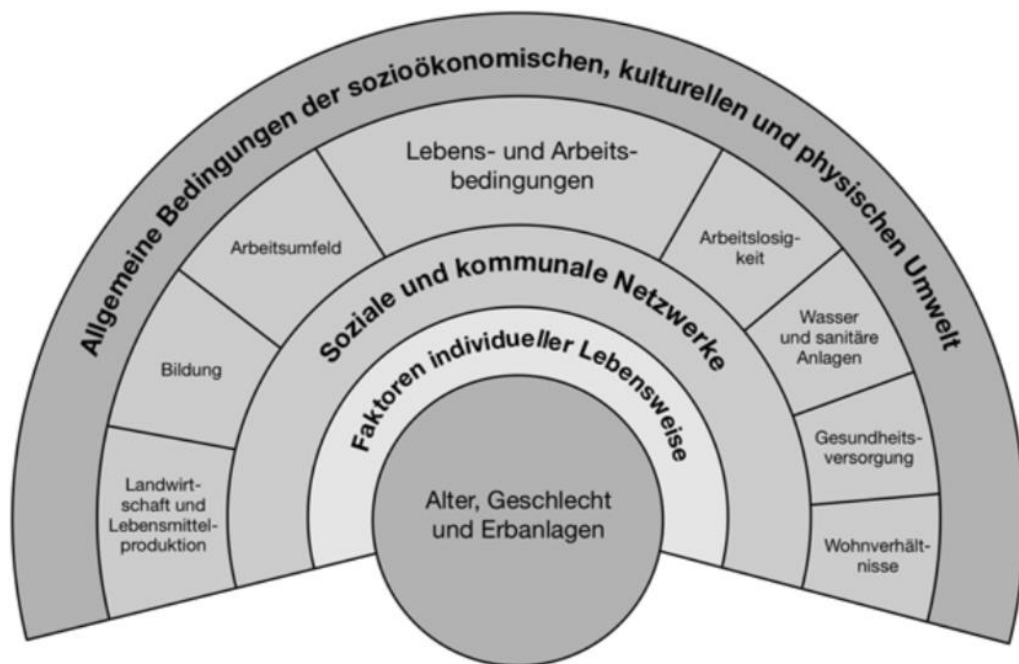 Allgemeine Bedingungen der sozioökonomischen, kulturellen und physischen Umwelt
Lebens- und Arbeits-
bedingungen
Arbeitsumfeld
Arbeitslosig-
keit
Bildung
Wasser
und sanitäre
Anlagen
Landwirt-
schaft und
Lebensmittel-
produktion
Gesundheits-
versorgung
Wohnverhält-
nisse
Soziale und kommunale Netzwerke
Faktoren individueller Lebensweise
Alter, Geschlecht
und Erbanlagen